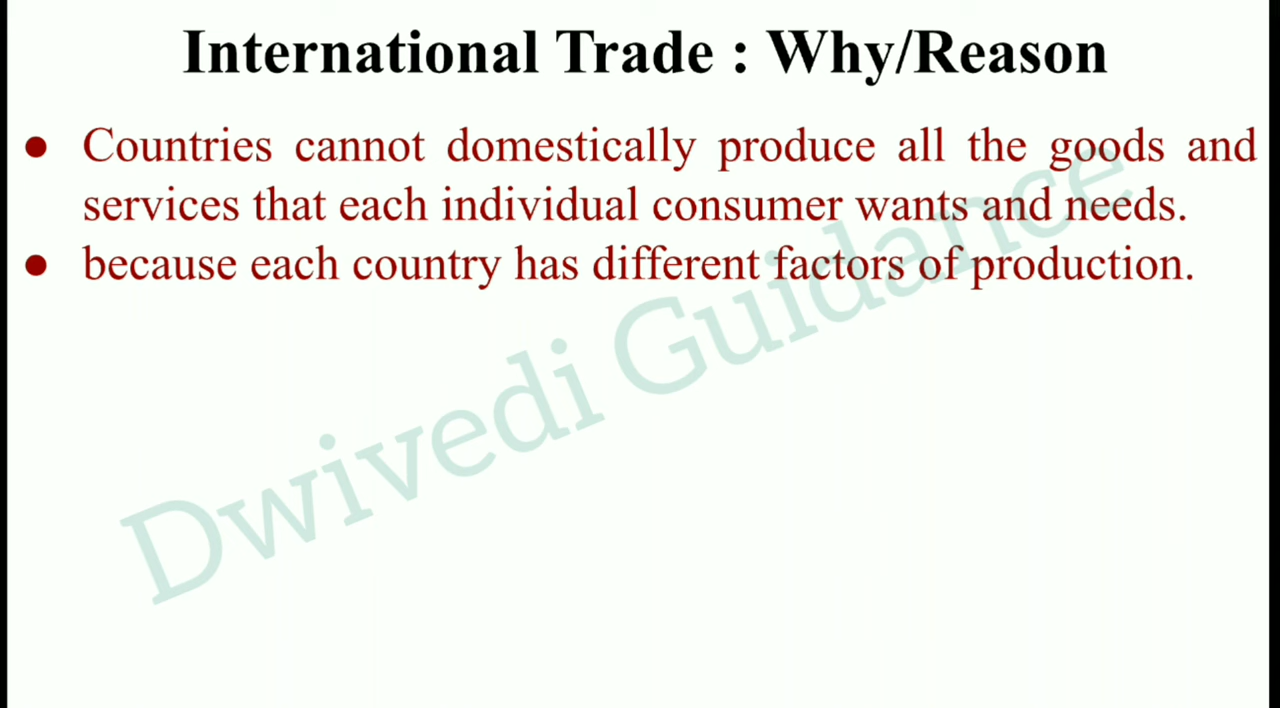 International Trade : Why/Reason
● Countries cannot domestically produce all the goods and
services that each individual consumer wants and needs.
● because each country has different factors of production.
Dwivedi Guidance